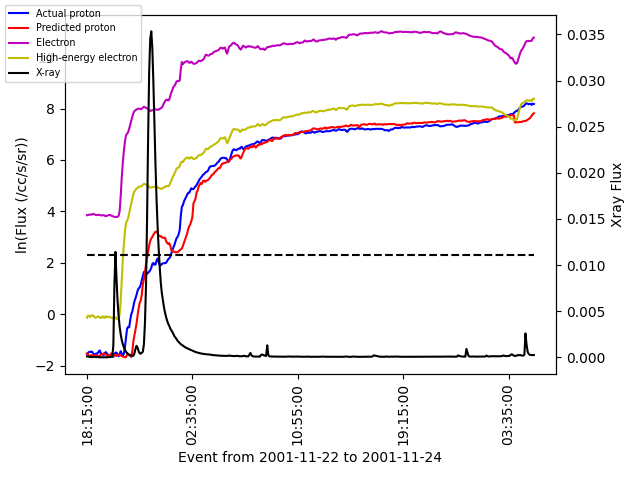 Actual proton
Predicted proton
Electron
High-energy electron
X-ray
8
6
4
2
0
−2
ln(Flux (/cc/s/sr))
0.035
0.030
0.025
0.020
0.015
0.010
0.005
0.000
Xray Flux
18:15:00
02:35:00
10:55:00
19:15:00
03:35:00
Event from 2001-11-22 to 2001-11-24